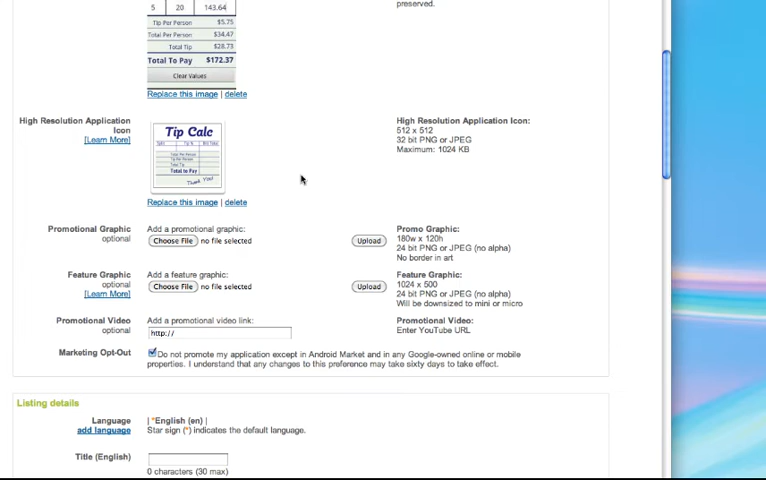 preserved.
5 20 143.64
Tip Per Person $5.75
Total Per Person $34.47
Total Tip $28.73
Total To Pay $172.37
Clear Values
Replace this image | delete
High Resolution Application Icon
[Learn More]
Tip Calc
Total Per Person
Total Tip
Total to Pay
Thank You!
High Resolution Application Icon:
512 x 512
32 bit PNG or JPEG
Maximum: 1024 KB
Replace this image | delete
Promotional Graphic
optional
Add a promotional graphic:
Choose File no file selected
Upload
Promo Graphic:
180w x 120h
24 bit PNG or JPEG (no alpha)
No border in art
Feature Graphic
optional
[Learn More]
Add a feature graphic:
Choose File no file selected
Upload
Feature Graphic:
1024 x 500
24 bit PNG or JPEG (no alpha)
Will be downsized to mini or micro
Promotional Video
optional
Add a promotional video link:
http://
Promotional Video:
Enter YouTube URL
Marketing Opt-Out
Do not promote my application except in Android Market and in any Google-owned online or mobile
properties. I understand that any changes to this preference may take sixty days to take effect.
Listing details
Language
add language
| *English (en) |
Star sign (*) indicates the default language.
Title (English)
0 characters (30 max)